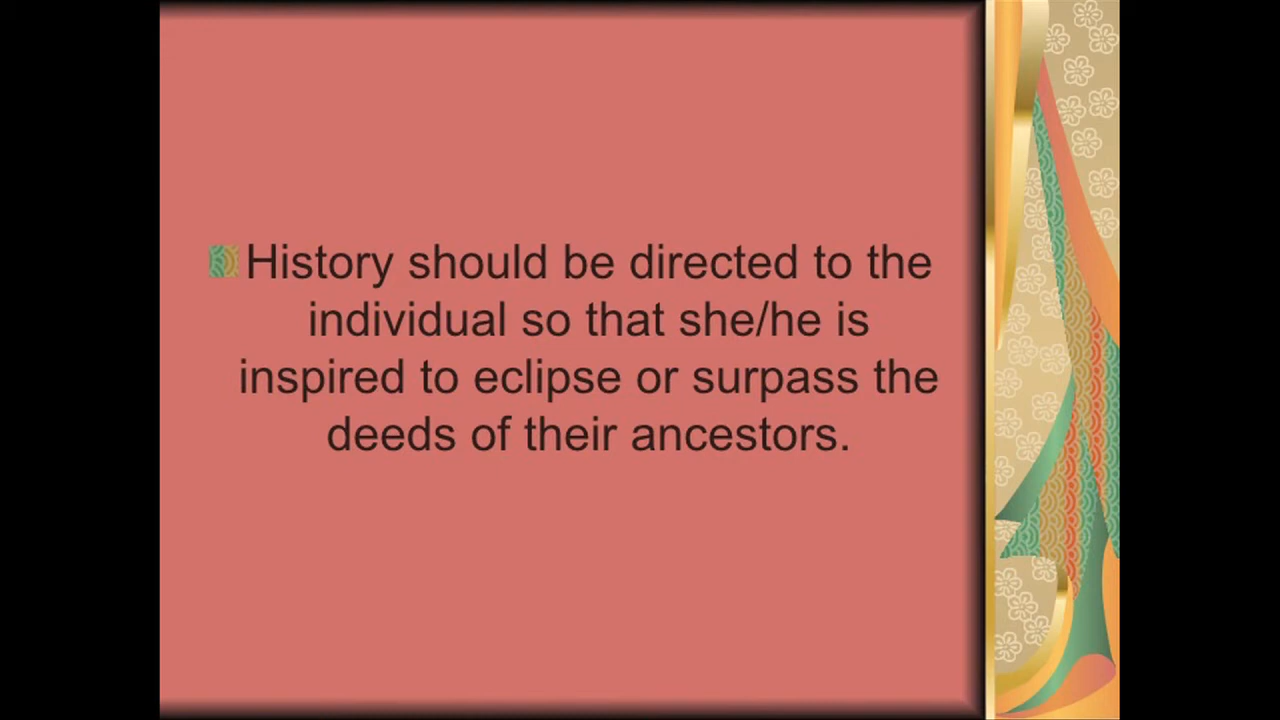 History should be directed to the
individual so that she/he is
inspired to eclipse or surpass the
deeds of their ancestors.